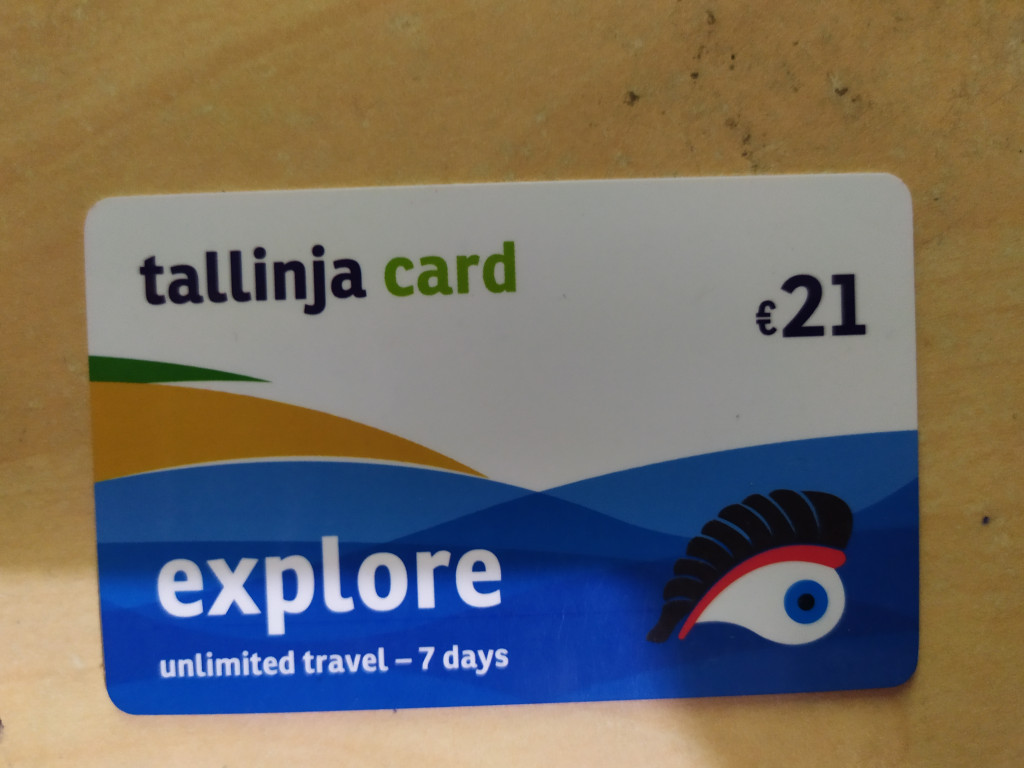 tallinja card
€21
explore
unlimited travel – 7 days